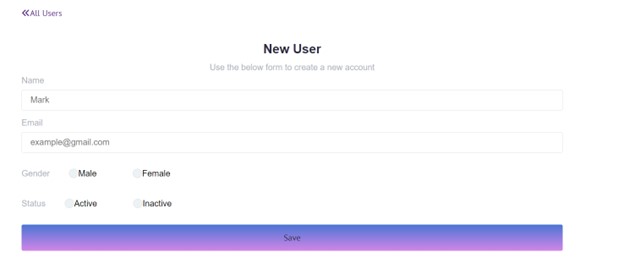 «All Users
New User
Use the below form to create a new account
Name
Mark
Email
example@gmail.com
Gender Male Female
Status Active Inactive
Save